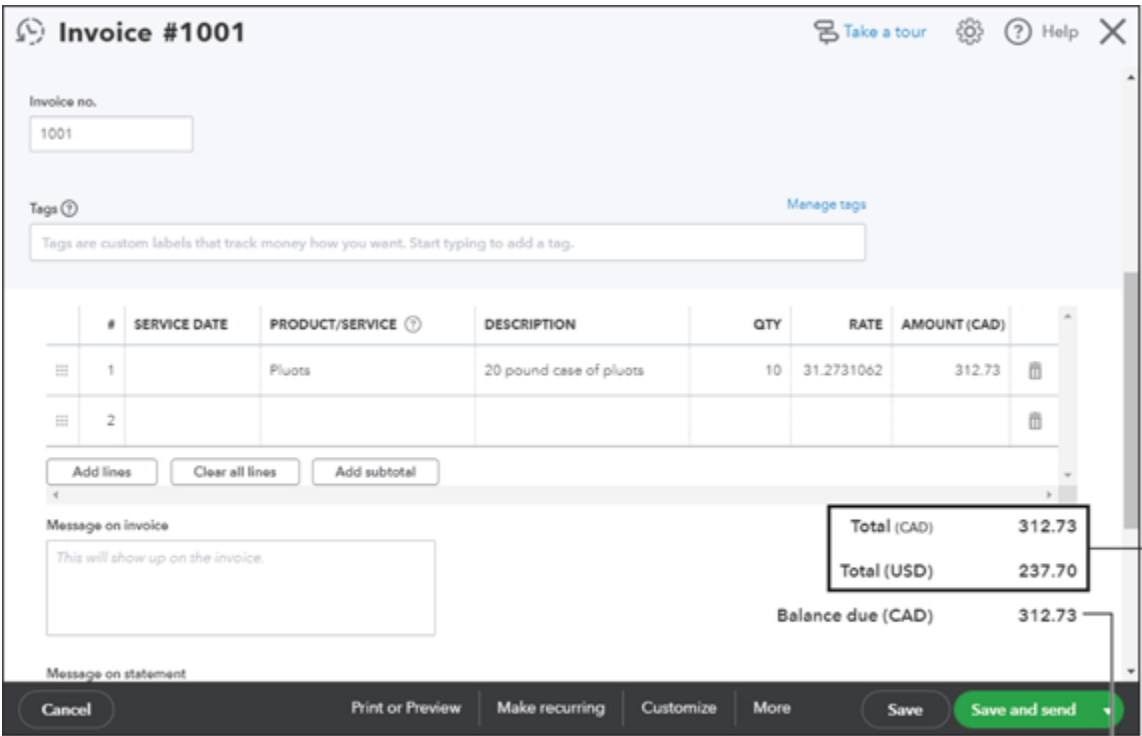 Invoice #1001
Take a tour
Help
Invoice no.
1001
Tags
Manage tags
Tags are custom labels that track money how you want. Start typing to add a tag.
# SERVICE DATE PRODUCT/SERVICE DESCRIPTION QTY RATE AMOUNT (CAD)
1 Pluots 20 pound case of pluots 10 31.2731062 312.73
2
Add lines Clear all lines Add subtotal
Message on invoice
This will show up on the invoice.
Total (CAD) 312.73
Total (USD) 237.70
Balance due (CAD) 312.73
Message on statement
Cancel Print or Preview Make recurring Customize More Save Save and send